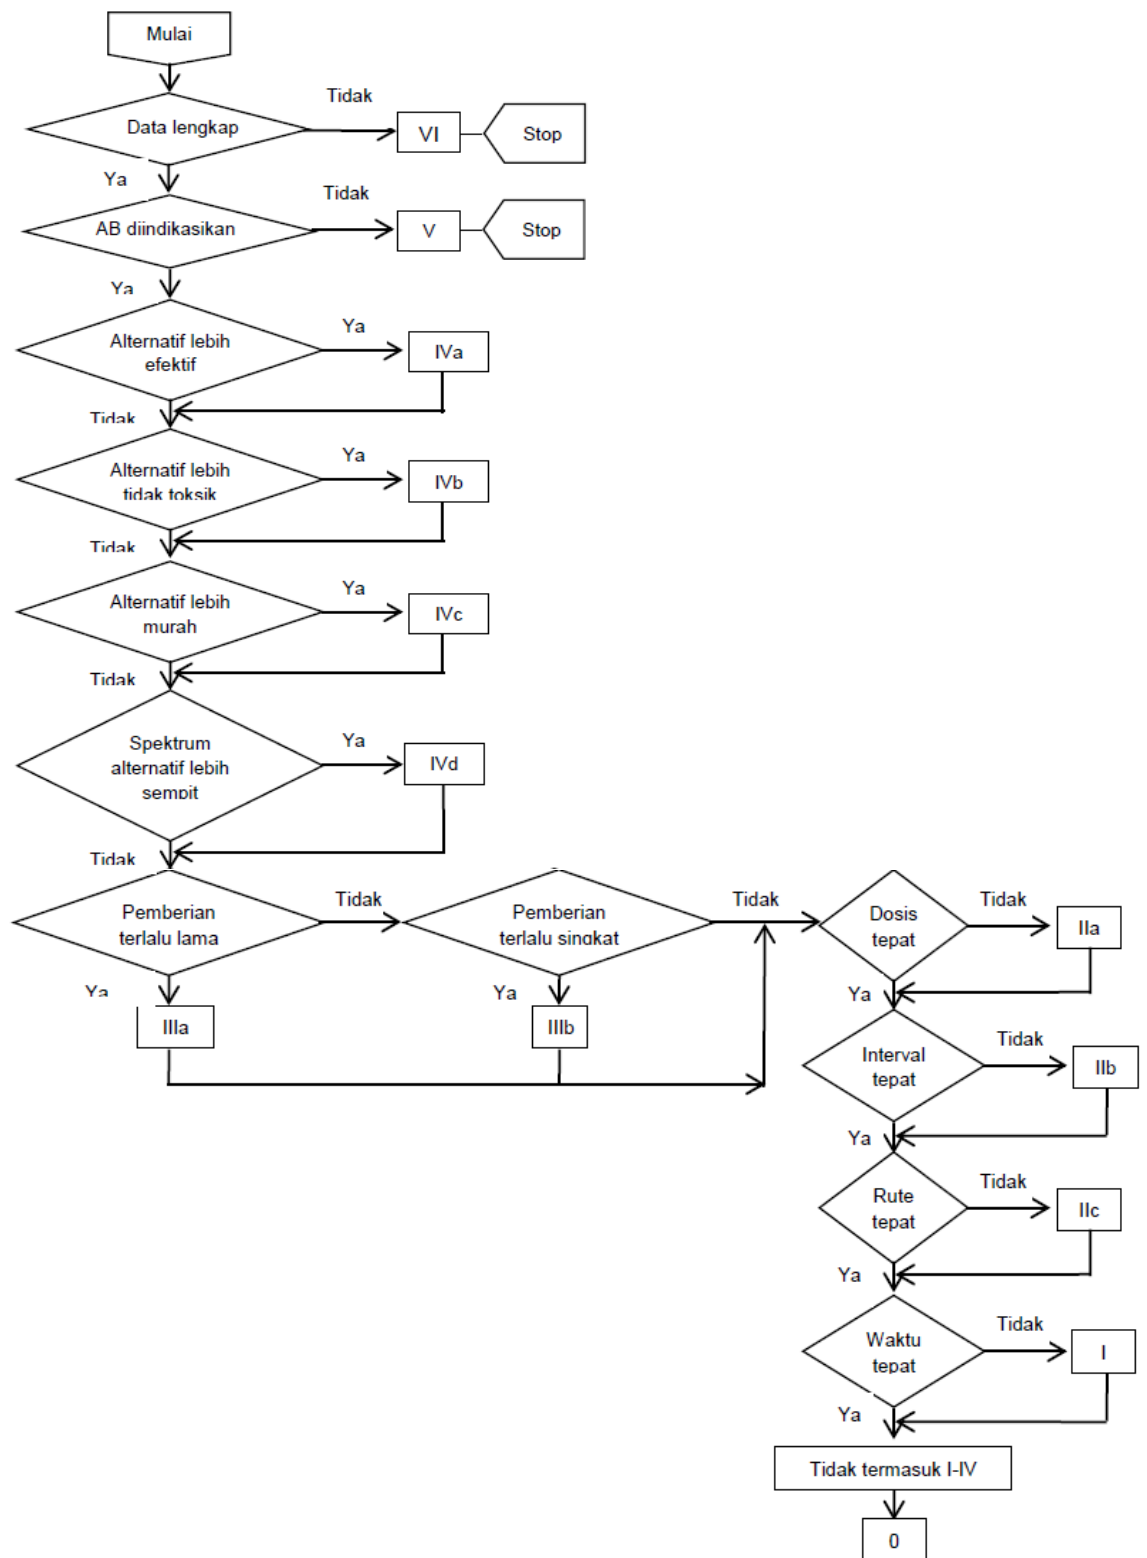 Mulai
Tidak
Data lengkap
VI
Stop
Ya
Tidak
AB diindikasikan
V
Stop
Ya
Ya
Alternatif lebih
efektif
IVa
Tidak
Ya
Alternatif lebih
tidak toksik
IVb
Tidak
Ya
Alternatif lebih
murah
IVc
Tidak
Ya
Spektrum
alternatif lebih
sempit
IVd
Tidak
Pemberian
terlalu lama
Tidak
Pemberian
terlalu singkat
Tidak
Dosis
tepat
Tidak
IIa
Ya
Ya
Ya
IIIa
IIIb
Interval
tepat
Tidak
IIb
Ya
Rute
tepat
Tidak
IIc
Ya
Waktu
tepat
Tidak
I
Ya
Tidak termasuk I-IV
0